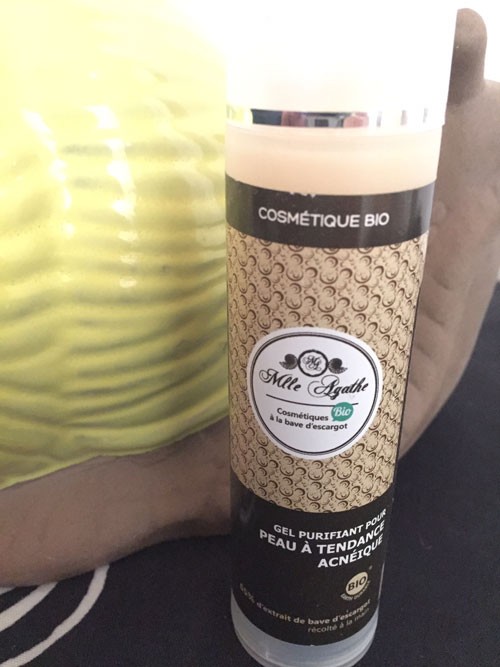 COSMÉTIQUE BIO
Mlle Agathe
Cosmétiques Bio
à la bave d'escargot
GEL PURIFIANT POUR
PEAU À TENDANCE
ACNÉIQUE
BIO
d'extrait de bave d'escargot
récolté à la main